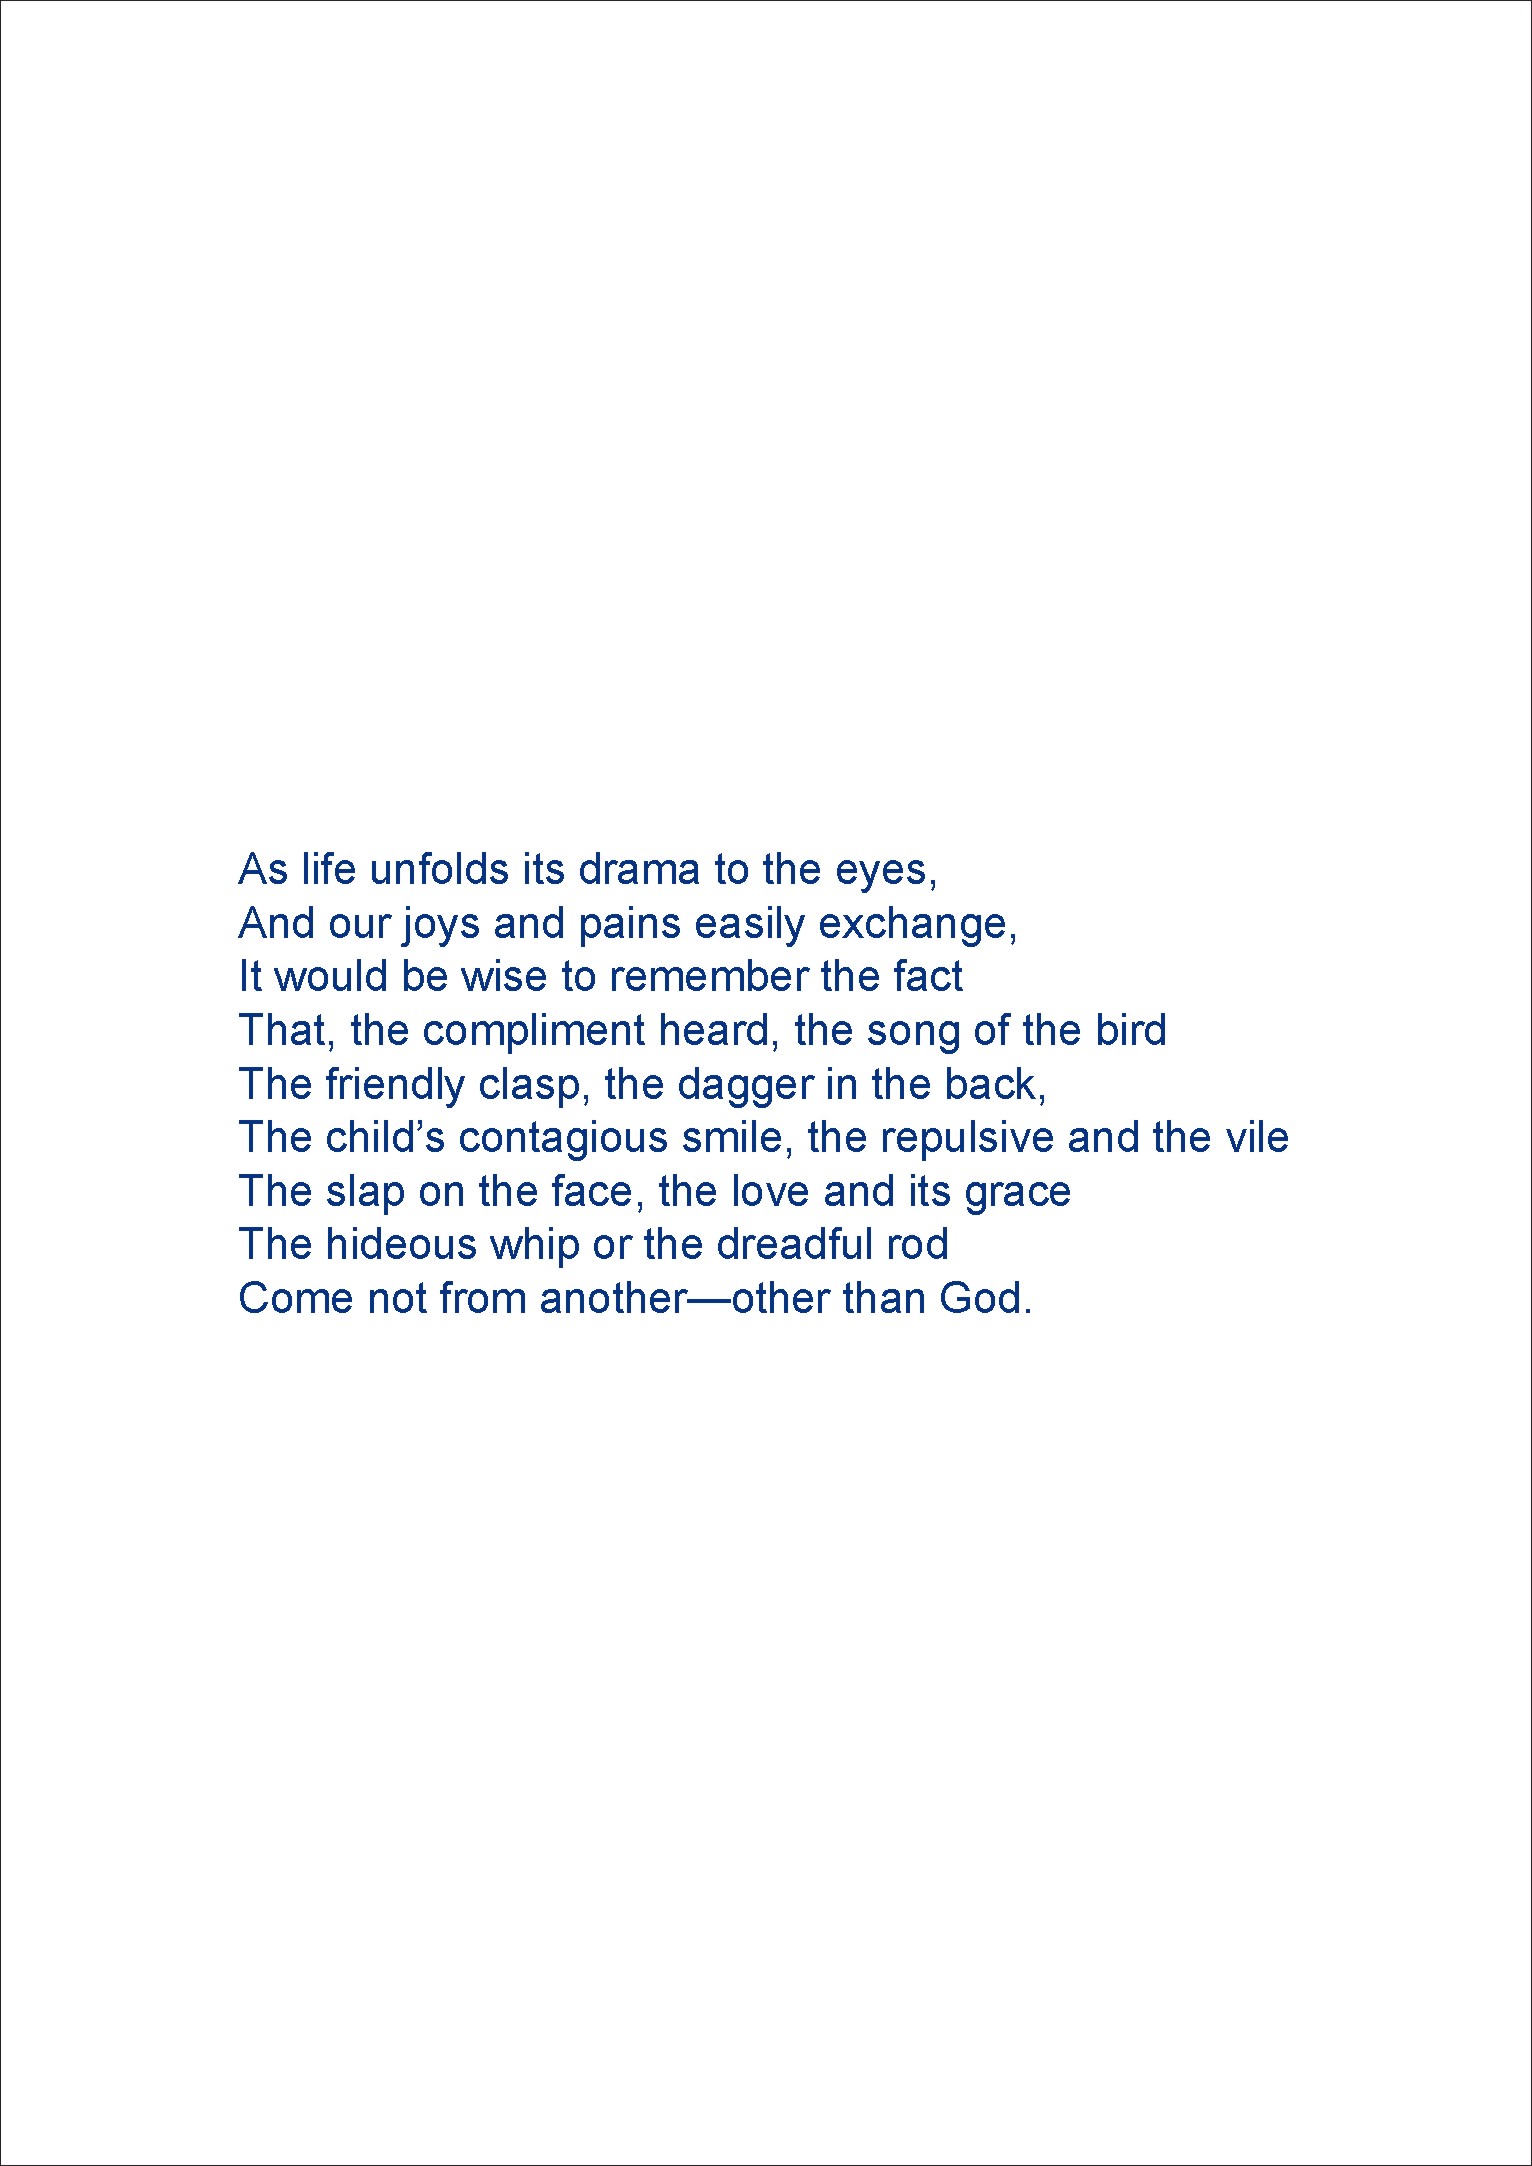 As life unfolds its drama to the eyes,
And our joys and pains easily exchange,
It would be wise to remember the fact
That, the compliment heard, the song of the bird
The friendly clasp, the dagger in the back,
The child’s contagious smile, the repulsive and the vile
The slap on the face, the love and its grace
The hideous whip or the dreadful rod
Come not from another—other than God.